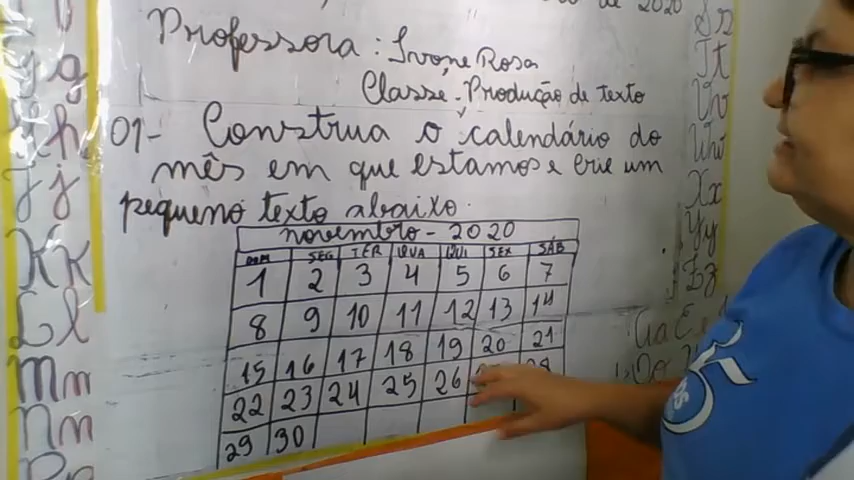 de 2020
Professora: Ivone Rosa
Classe: Produção de texto
01- Construa o calendário do
mês em que estamos e crie um
pequeno texto abaixo.
novembro - 2020
DOM SEG TER QUA QUI SEX SÁB
1 2 3 4 5 6 7
8 9 10 11 12 13 14
15 16 17 18 19 20 21
22 23 24 25 26 28
29 30
g
h
J j
K k
L l
M m
N n
T t
X x
Y y
Z z